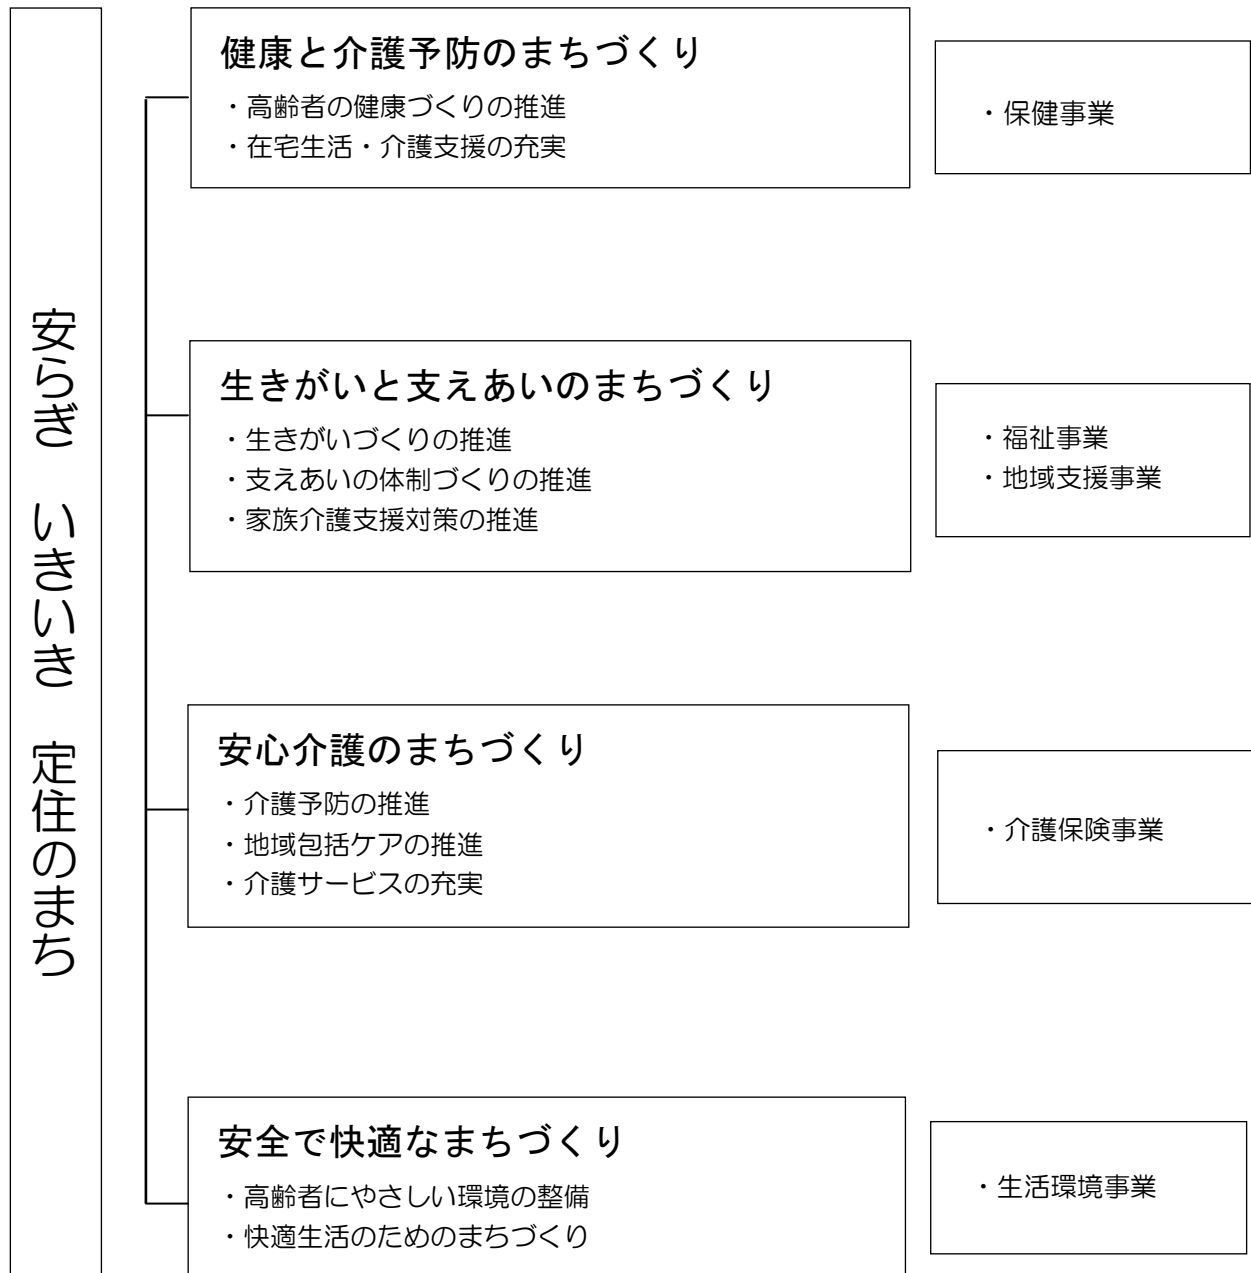 安らぎ　いきいき　定住のまち
健康と介護予防のまちづくり
・高齢者の健康づくりの推進
・在宅生活・介護支援の充実
・保健事業
生きがいと支えあいのまちづくり
・生きがいづくりの推進
・支えあいの体制づくりの推進
・家族介護支援対策の推進
・福祉事業
・地域支援事業
安心介護のまちづくり
・介護予防の推進
・地域包括ケアの推進
・介護サービスの充実
・介護保険事業
安全で快適なまちづくり
・高齢者にやさしい環境の整備
・快適生活のためのまちづくり
・生活環境事業